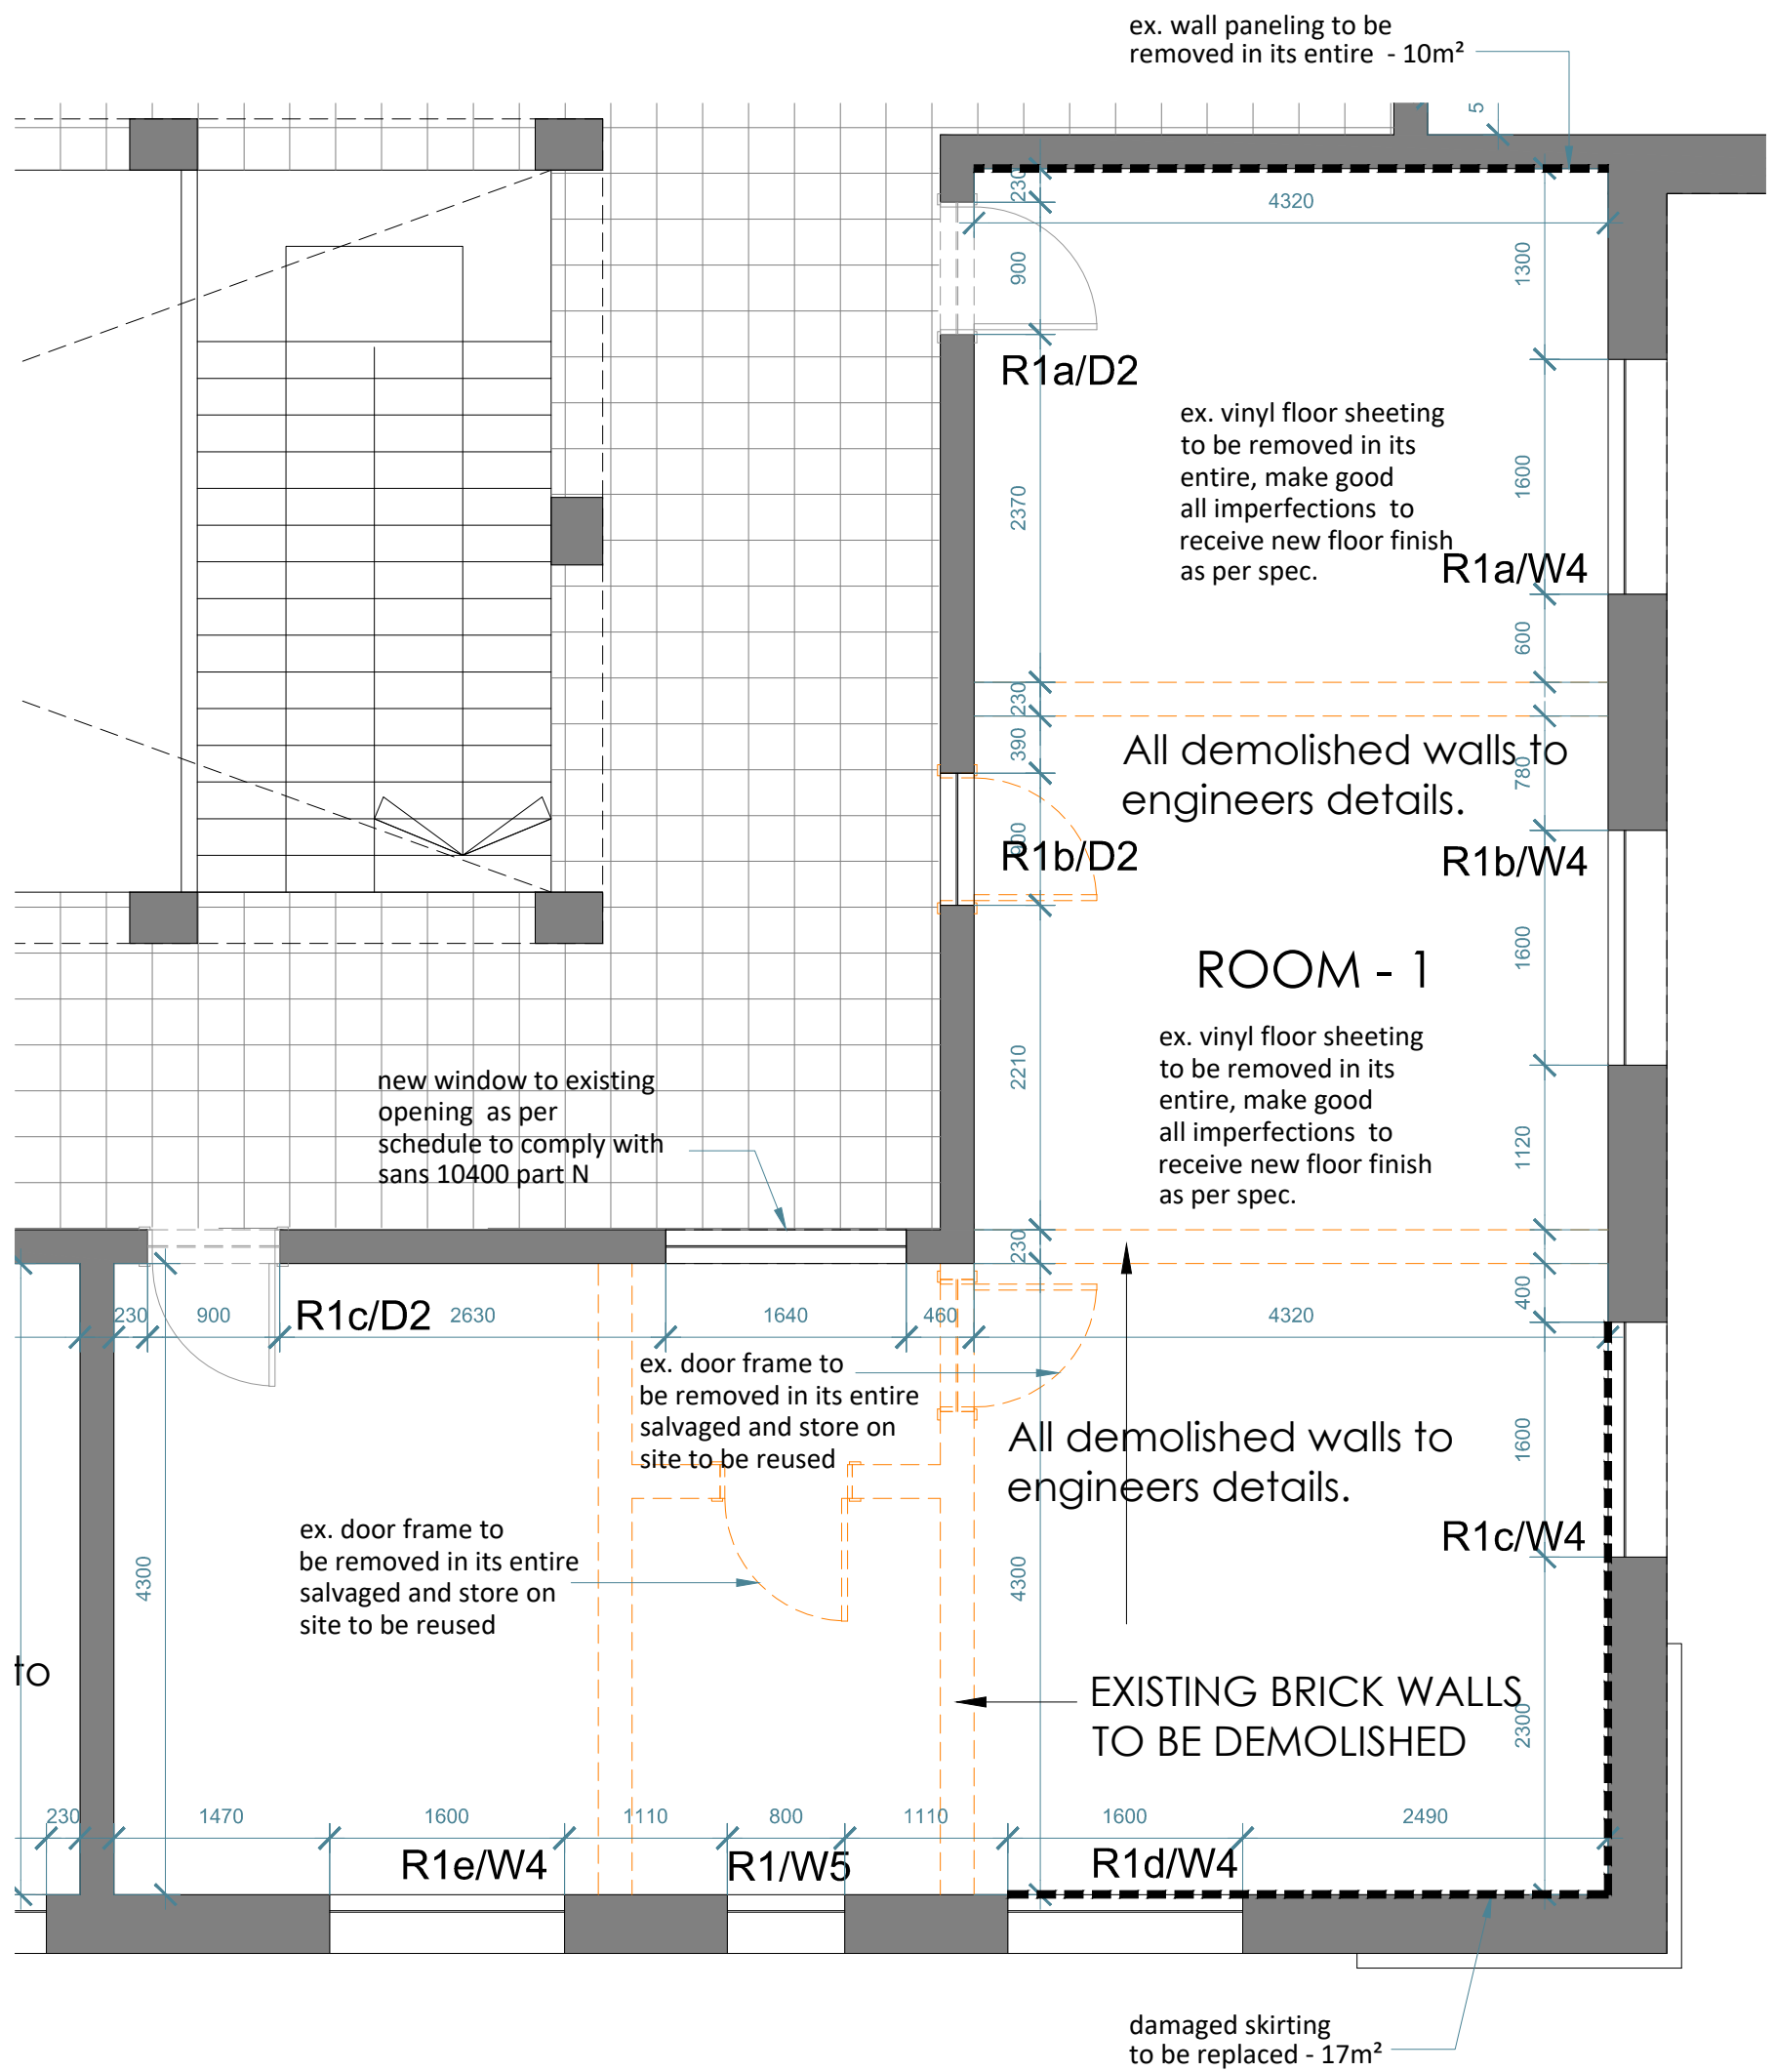 ex. wall paneling to be
removed in its entire - 10m²
5
230
4320
900
1300
R1a/D2
ex. vinyl floor sheeting
to be removed in its
entire, make good
all imperfections to
receive new floor finish
as per spec.
2370
1600
R1a/W4
600
230
390
All demolished walls to
engineers details.
780
900
R1b/D2
R1b/W4
ROOM - 1
1600
ex. vinyl floor sheeting
to be removed in its
entire, make good
all imperfections to
receive new floor finish
as per spec.
2210
1120
new window to existing
opening as per
schedule to comply with
sans 10400 part N
230
400
230
900
R1c/D2
2630
1640
460
4320
ex. door frame to
be removed in its entire
salvaged and store on
site to be reused
All demolished walls to
engineers details.
1600
R1c/W4
ex. door frame to
be removed in its entire
salvaged and store on
site to be reused
4300
4300
to
EXISTING BRICK WALLS
TO BE DEMOLISHED
2300
230
1470
1600
1110
800
1110
1600
2490
R1e/W4
R1/W5
R1d/W4
damaged skirting
to be replaced - 17m²